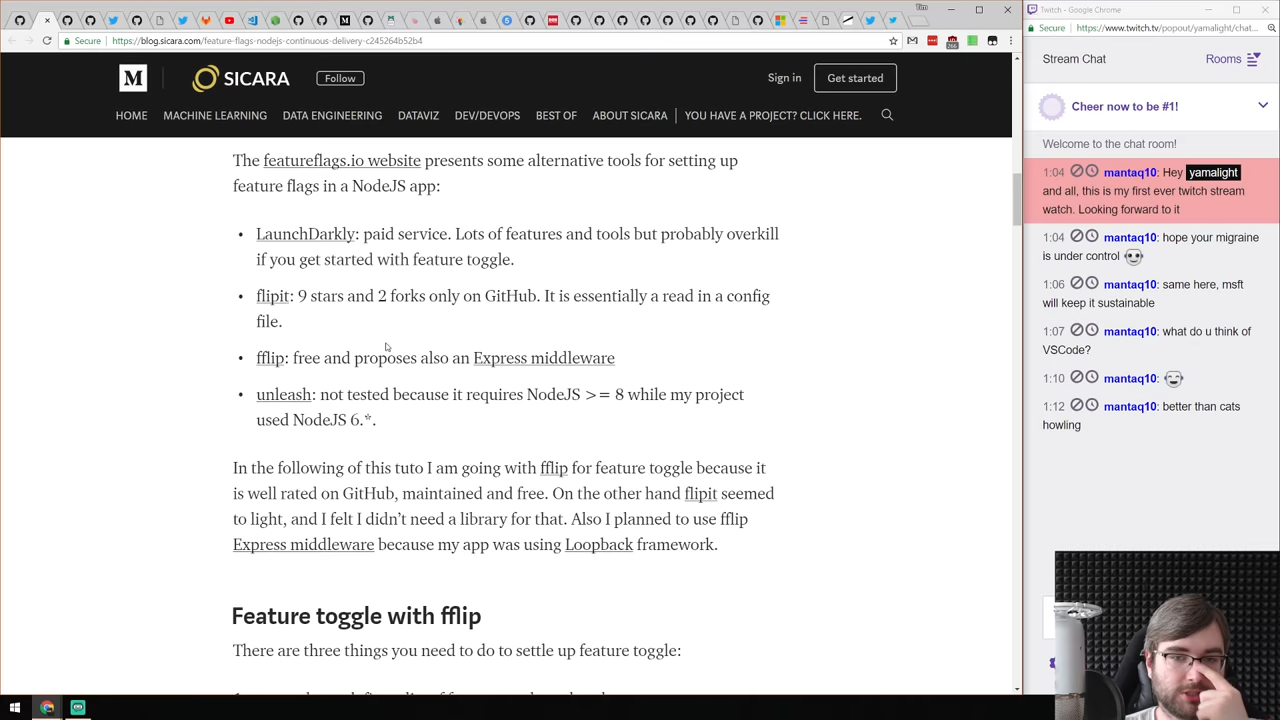 Tim
Twitch - Google Chrome
Secure
https://blog.sicara.com/feature-flags-nodejs-continuous-delivery-c245264b52b4
Secure
https://www.twitch.tv/popout/yamalight/chat...
M
SICARA
Follow
Sign in
Get started
HOME
MACHINE LEARNING
DATA ENGINEERING
DATAVIZ
DEV/DEVOPS
BEST OF
ABOUT SICARA
YOU HAVE A PROJECT? CLICK HERE.
The featureflags.io website presents some alternative tools for setting up
feature flags in a NodeJS app:
• LaunchDarkly: paid service. Lots of features and tools but probably overkill
if you get started with feature toggle.
• flipit: 9 stars and 2 forks only on GitHub. It is essentially a read in a config
file.
• fflip: free and proposes also an Express middleware
• unleash: not tested because it requires NodeJS >= 8 while my project
used NodeJS 6.*.
In the following of this tuto I am going with fflip for feature toggle because it
is well rated on GitHub, maintained and free. On the other hand flipit seemed
to light, and I felt I didn't need a library for that. Also I planned to use fflip
Express middleware because my app was using Loopback framework.
Feature toggle with fflip
There are three things you need to do to settle up feature toggle:
Stream Chat
Rooms
Cheer now to be #1!
Welcome to the chat room!
1:04 mantaq10: Hey yamalight
and all, this is my first ever twitch stream
watch. Looking forward to it
1:04 mantaq10: hope your migraine
is under control
1:06 mantaq10: same here, msft
will keep it sustainable
1:07 mantaq10: what do u think of
VSCode?
1:10 mantaq10:
1:12 mantaq10: better than cats
howling